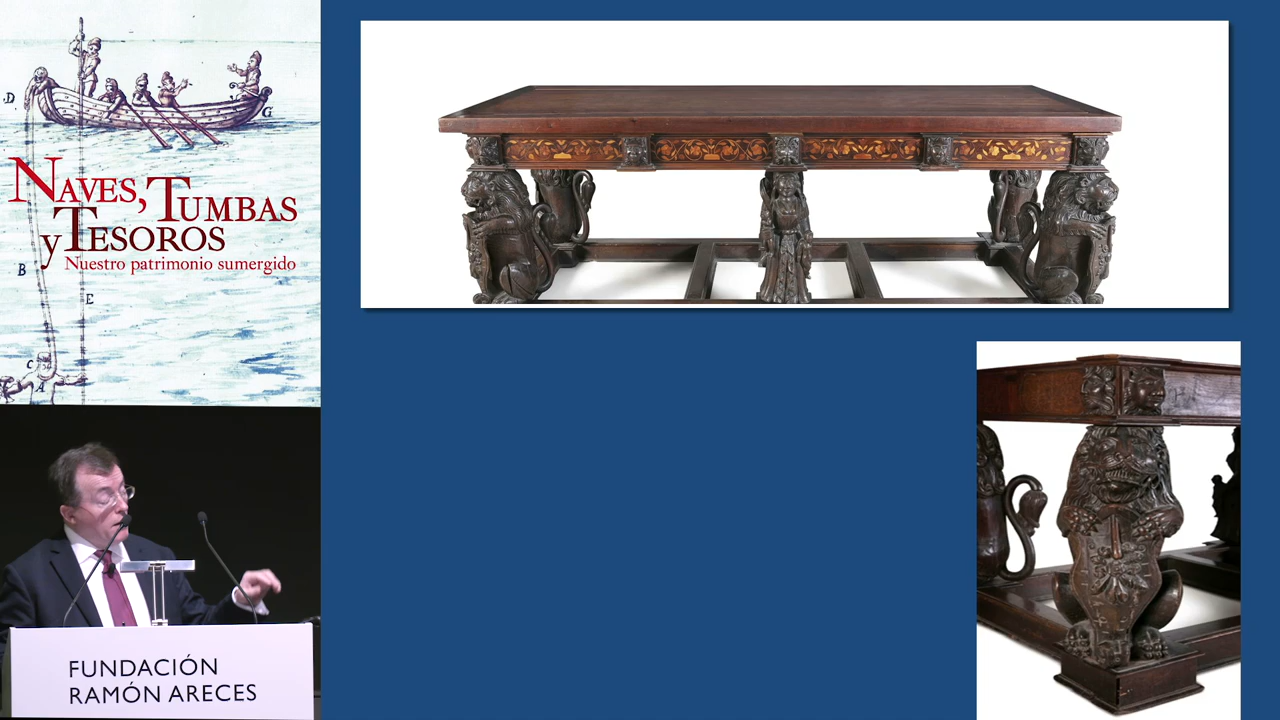 D
G
NAVES, TUMBAS
y TESOROS
Nuestro patrimonio sumergido
B
E
C
A
FUNDACIÓN
RAMÓN ARECES